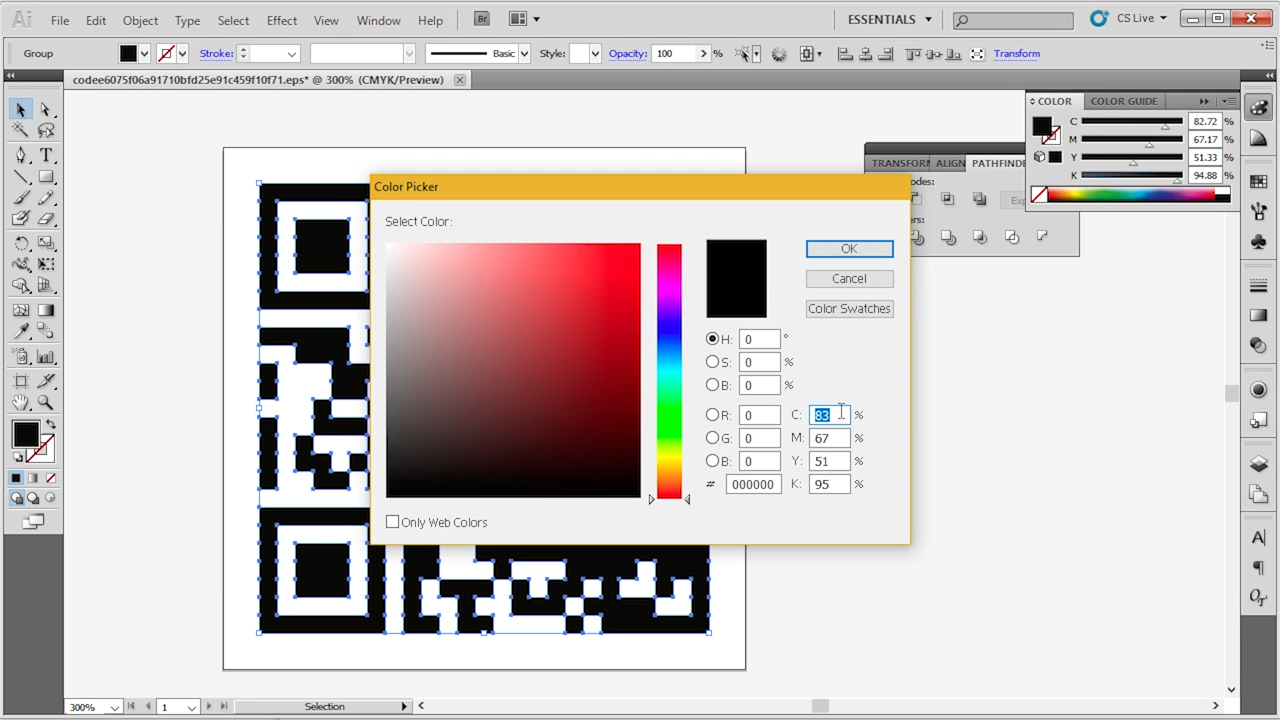 Ai File Edit Object Type Select Effect View Window Help Br ESSENTIALS CS Live
Group Stroke: Basic Style: Opacity: 100 % Transform
codee6075f06a91710bfd25e91c459f10f71.eps* @ 300% (CMYK/Preview)
COLOR COLOR GUIDE
C 82.72 %
M 67.17 %
Y 51.33 %
K 94.88 %
TRANSFORM ALIGN PATHFINDE
odes:
Exp
ers:
Color Picker
Select Color:
OK
Cancel
Color Swatches
H: 0 °
S: 0 %
B: 0 %
R: 0 C: 83 %
G: 0 M: 67 %
B: 0 Y: 51 %
# 000000 K: 95 %
Only Web Colors
300% 1 Selection